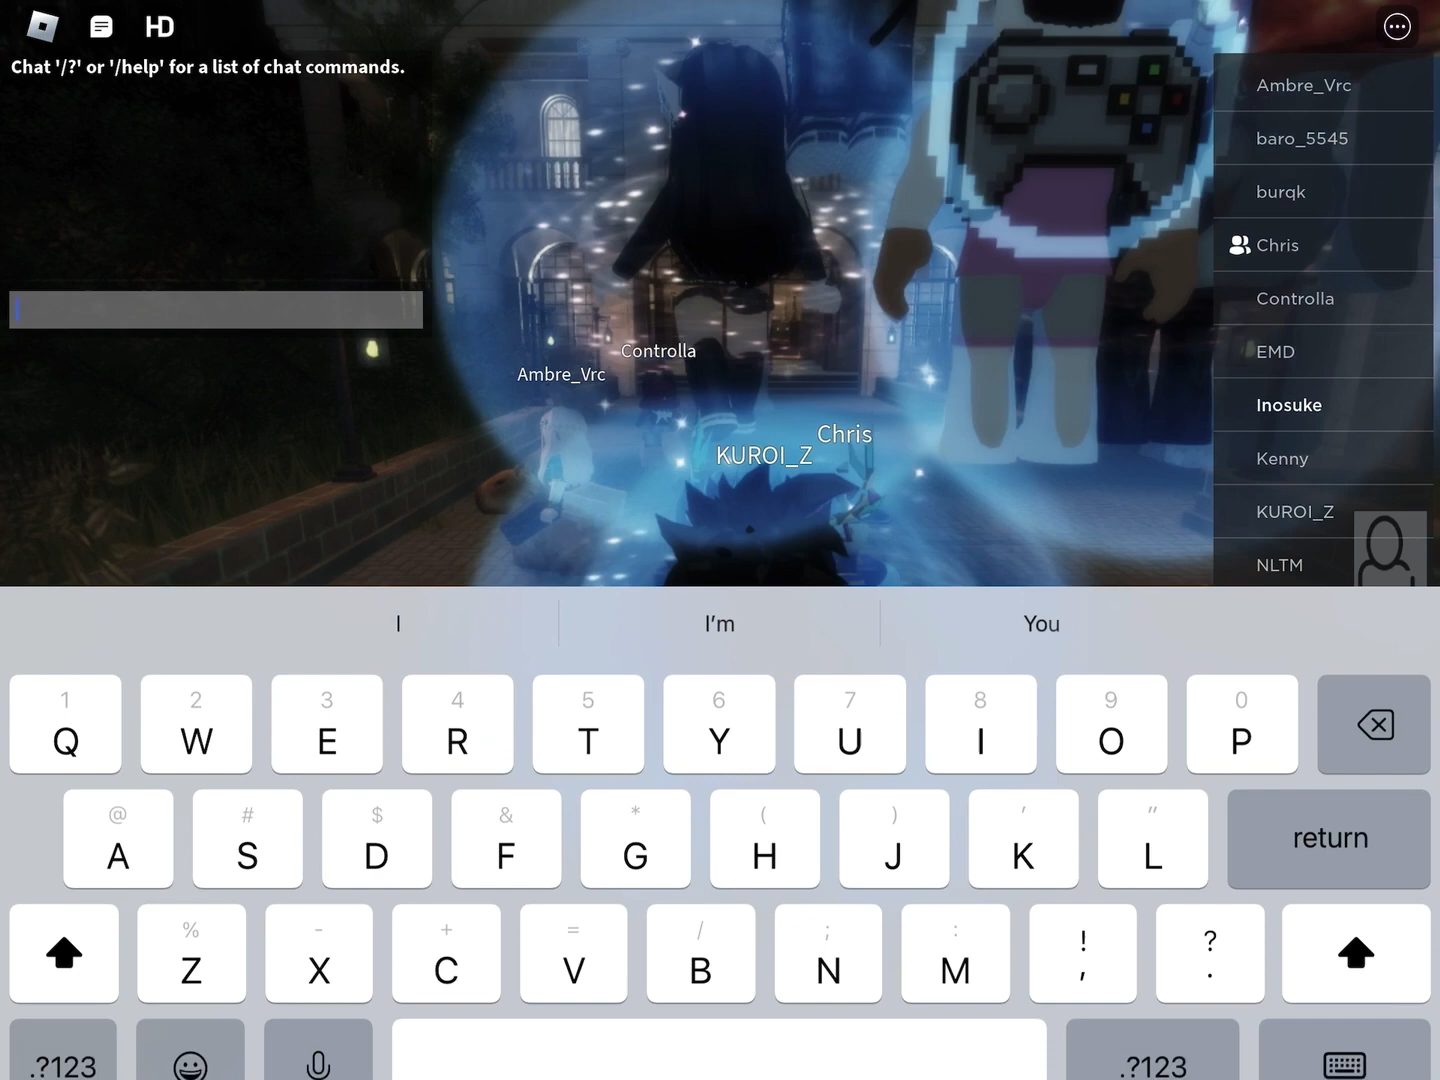 HD
Chat '/?' or '/help' for a list of chat commands.
Ambre_Vrc
baro_5545
burqk
Chris
Controlla
EMD
Inosuke
Kenny
KUROI_Z
NLTM
Controlla
Ambre_Vrc
Chris
KUROI_Z
I
I'm
You
1 2 3 4 5 6 7 8 9 0
Q W E R T Y U I O P
@ # $ & * ( ) ' "
A S D F G H J K L return
% - + = / ; : ! ?
Z X C V B N M , .
.?123 .?123